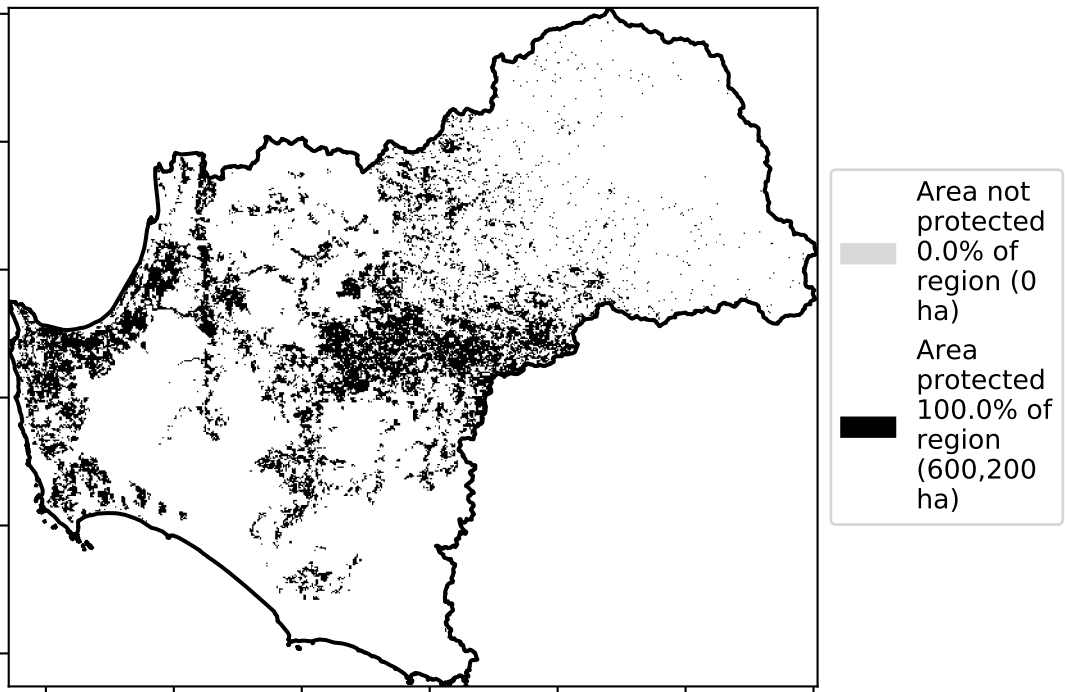 Area not
protected
0.0% of
region (0
ha)
Area
protected
100.0% of
region
(600,200
ha)